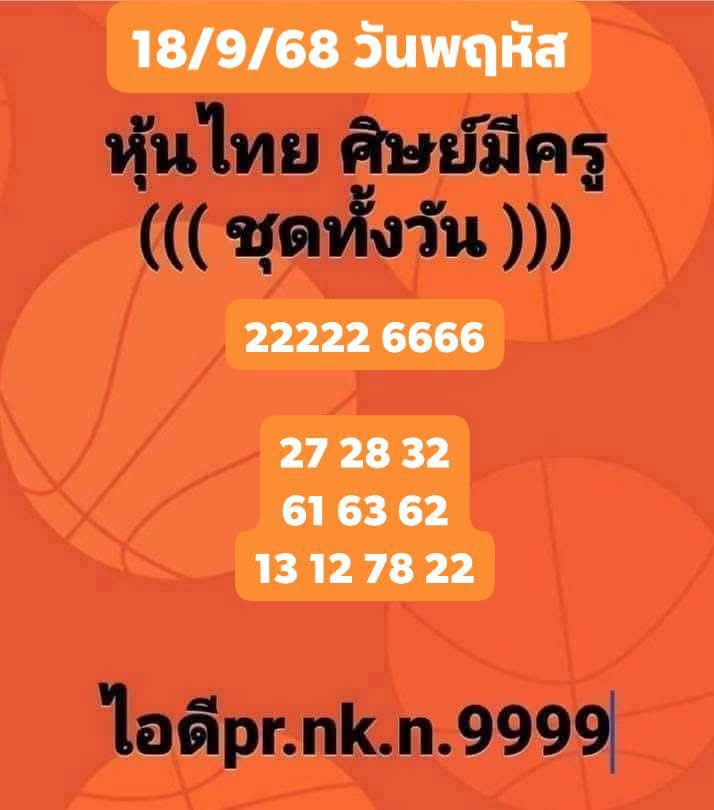 18/9/68 วันพฤหัส
หุ้นไทย ศิษย์มีครู
((( ชุดทั้งวัน )))
22222 6666
27 28 32
61 63 62
13 12 78 22
ไอดีpr.nk.n.9999